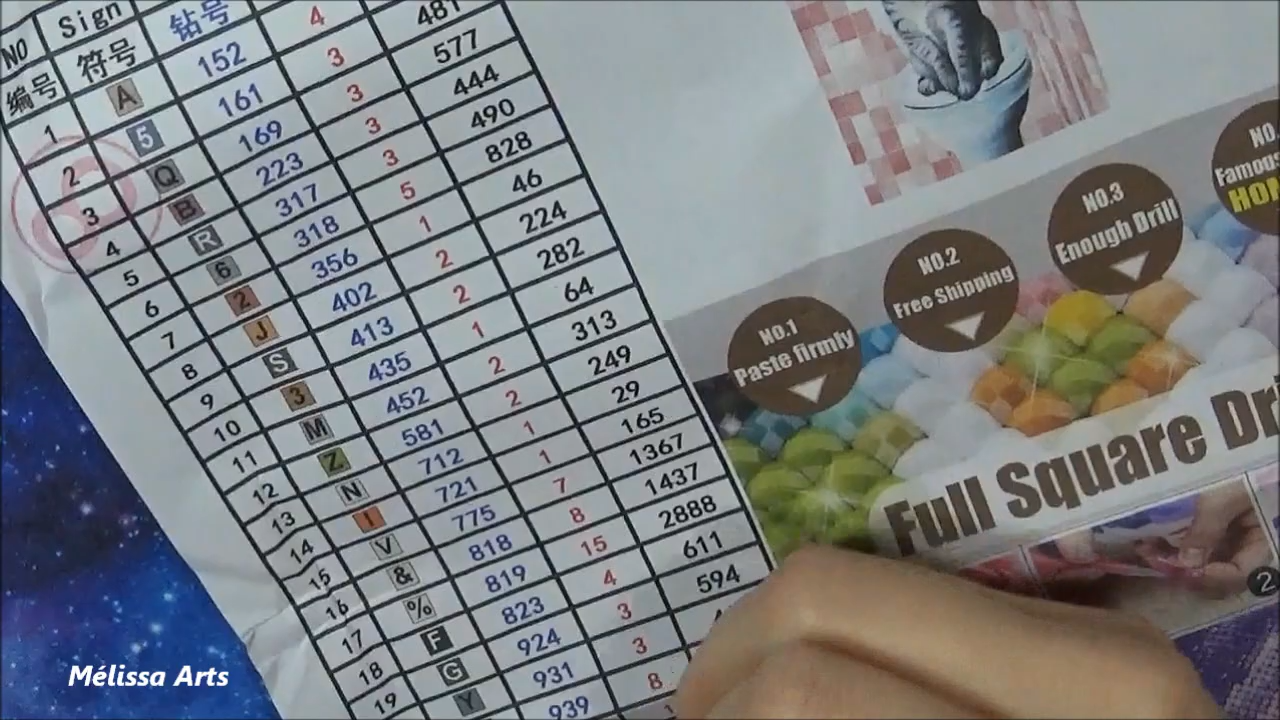 NO Sign
编号 符号 钻号
1 A 152 4
2 5 161 3 481
3 Q 169 3 577
4 B 223 3 444
5 R 317 3 490
6 6 318 5 828
7 2 356 1 46
8 J 402 2 224
9 S 413 2 282
10 3 435 1 64
11 M 452 2 313
12 Z 581 2 249
13 N 712 1 29
14 I 721 1 165
15 V 775 7 1367
16 & 818 8 1437
17 % 819 15 2888
18 F 823 4 611
19 G 924 3 594
Y 931 3
939 8
NO.1
Paste firmly
NO.2
Free Shipping
NO.3
Enough Drill
NO.
Famous
Full Square
2
Mélissa Arts